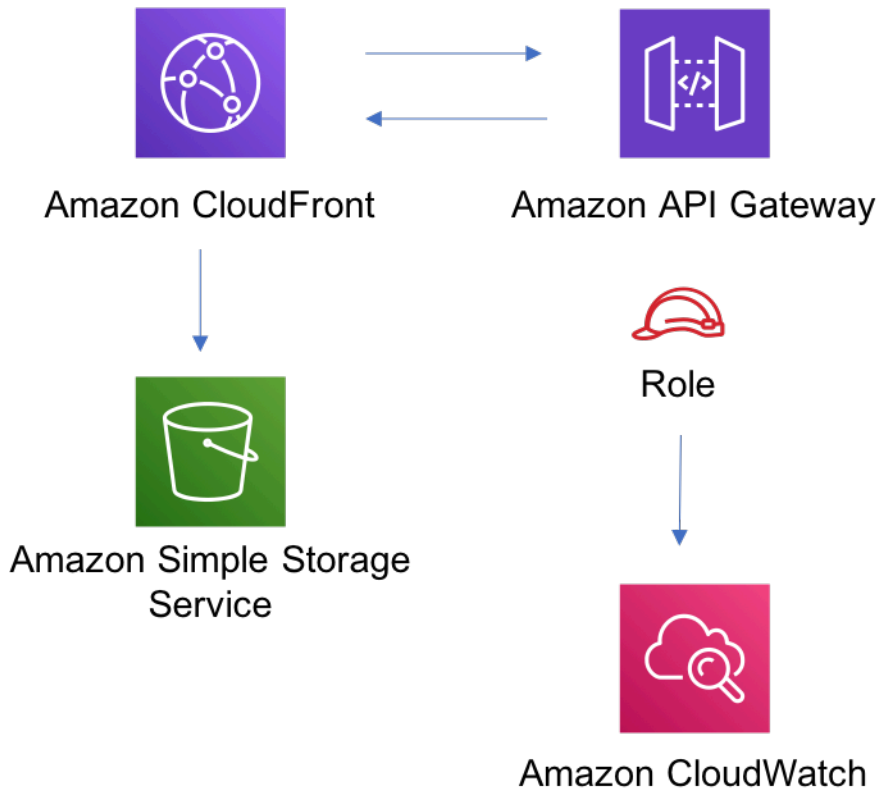 Amazon CloudFront
Amazon API Gateway
</>
Role
Amazon Simple Storage
Service
Amazon CloudWatch